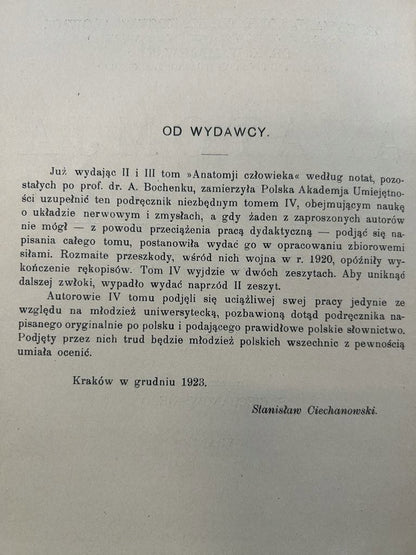 OD WYDAWCY.
Już wydając II i III tom »Anatomji człowieka« według notat, pozo-
stałych po prof. dr. A. Bochenku, zamierzyła Polska Akademja Umiejętno-
ści uzupełnić ten podręcznik niezbędnym tomem IV, obejmującym naukę
o układzie nerwowym i zmysłach, a gdy żaden z zaproszonych autorów
nie mógł — z powodu przeciążenia pracą dydaktyczną — podjąć się na-
pisania całego tomu, postanowiła wydać go w opracowaniu zbiorowemi
siłami. Rozmaite przeszkody, wśród nich wojna w r. 1920, opóźniły wy-
kończenie rękopisów. Tom IV wyjdzie w dwóch zeszytach. Aby uniknąć
dalszej zwłoki, wypadło wydać naprzód II zeszyt.
Autorowie IV tomu podjęli się uciążliwej swej pracy jedynie ze
względu na młodzież uniwersytecką, pozbawioną dotąd podręcznika na-
pisanego oryginalnie po polsku i podającego prawidłowe polskie słownictwo.
Podjęty przez nich trud będzie młodzież polskich wszechnic z pewnością
umiała ocenić.
Kraków w grudniu 1923.
Stanisław Ciechanowski.